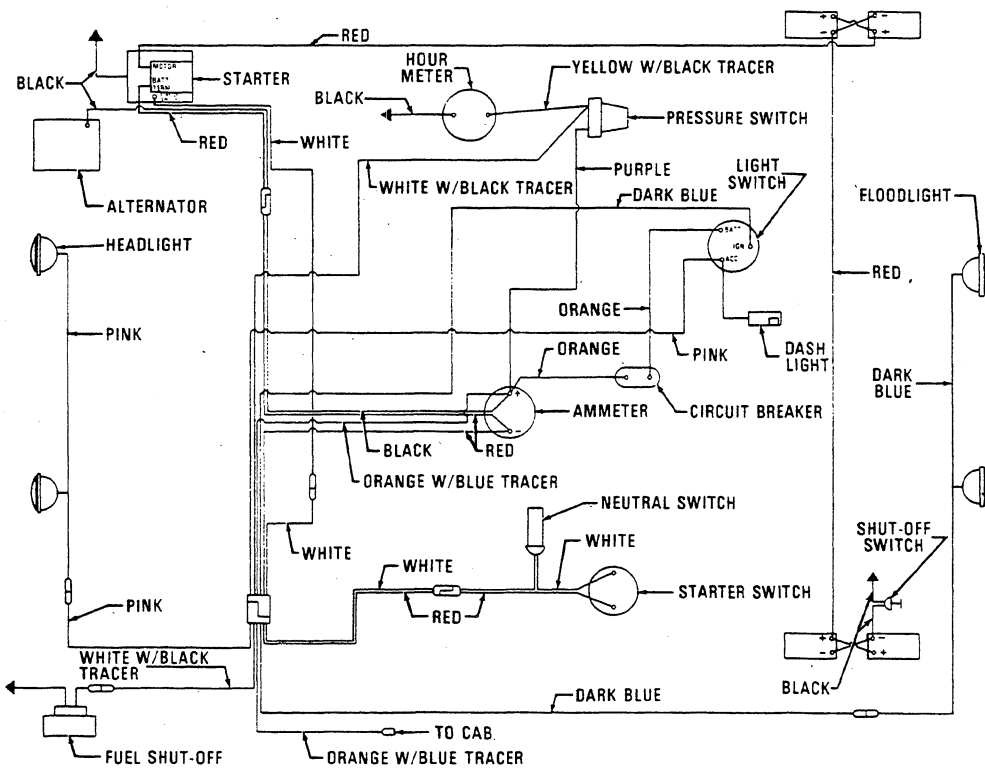 RED
+ -
- +
BLACK
MOTOR
BATT
TERM
STARTER
HOUR
METER
YELLOW W/BLACK TRACER
BLACK
PRESSURE SWITCH
RED
WHITE
PURPLE
LIGHT
SWITCH
WHITE W/BLACK TRACER
DARK BLUE
FLOODLIGHT
ALTERNATOR
BATT
IGN
ACC
HEADLIGHT
RED
ORANGE
PINK
ORANGE
PINK
DASH
LIGHT
DARK
BLUE
+
AMMETER
CIRCUIT BREAKER
-
BLACK
RED
ORANGE W/BLUE TRACER
NEUTRAL SWITCH
SHUT-OFF
SWITCH
WHITE
WHITE
WHITE
STARTER SWITCH
PINK
RED
+ -
- +
WHITE W/BLACK
TRACER
BLACK
DARK BLUE
TO CAB.
FUEL SHUT-OFF
ORANGE W/BLUE TRACER